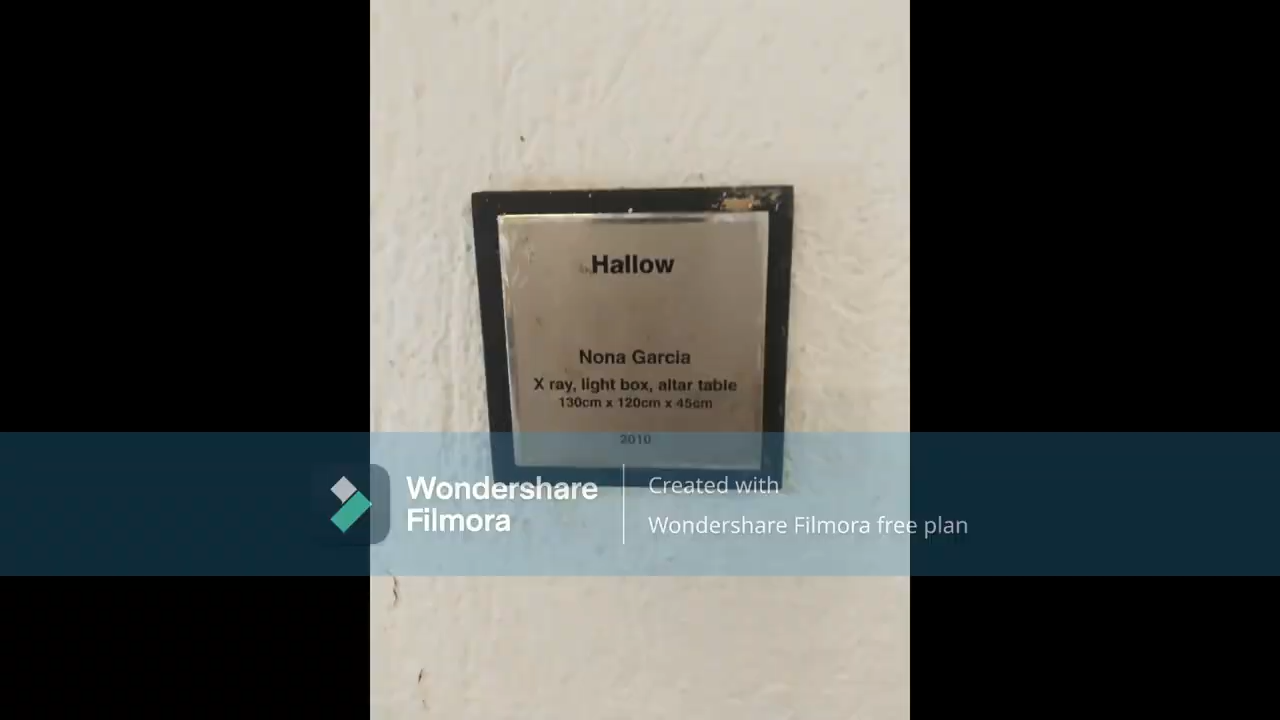 Hallow
Nona Garcia
X ray, light box, altar table
130cm x 120cm x 45cm
2010
Wondershare
Filmora
Created with
Wondershare Filmora free plan